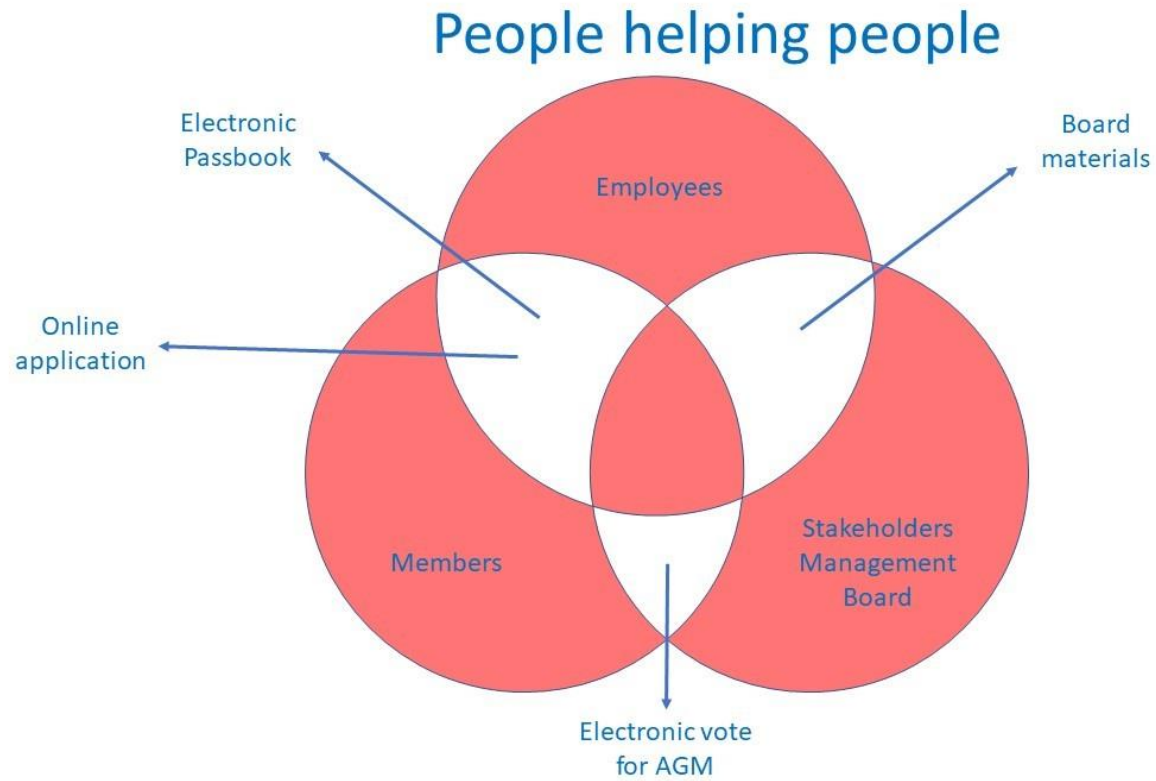 People helping people
Electronic
Passbook
Board
materials
Employees
Online
application
Members
Stakeholders
Management
Board
Electronic vote
for AGM